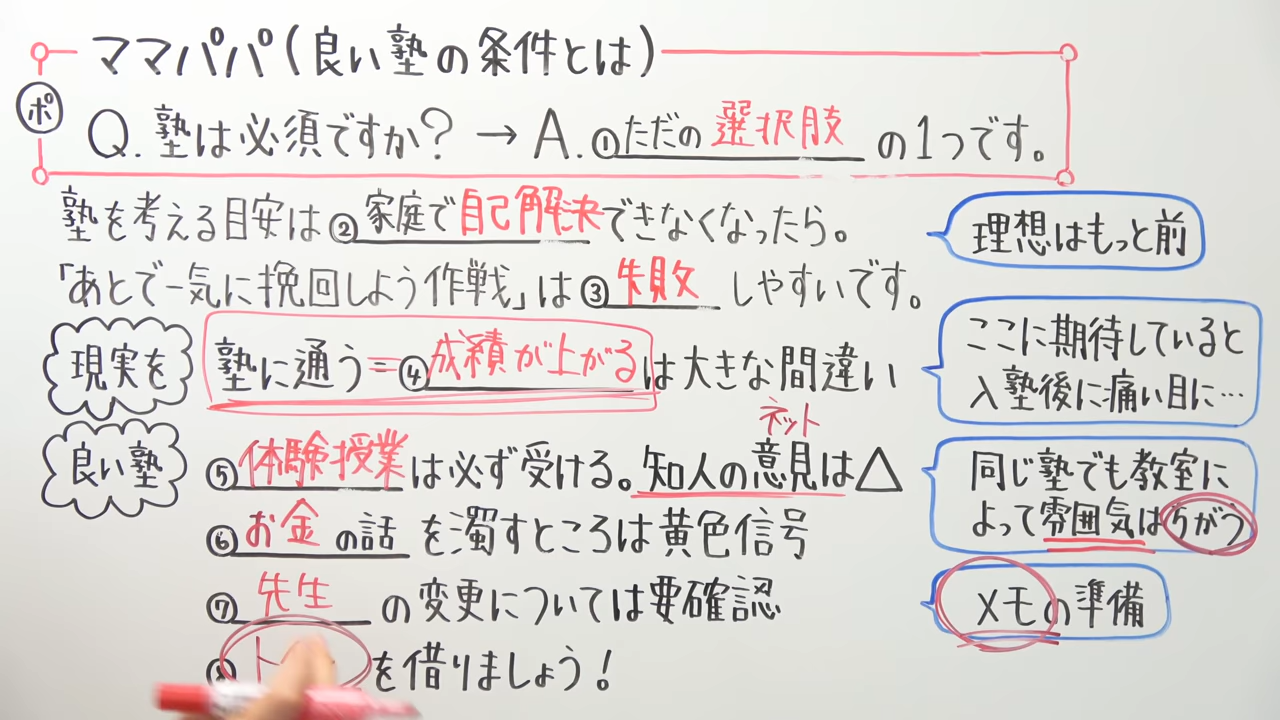 ママパパ(良い塾の条件とは)
ポ
Q.塾は必須ですか?→A.①ただの選択肢の1つです。
塾を考える目安は②家庭で自己解決できなくなったら。
理想はもっと前
「あとで一気に挽回しよう作戦」は③失敗しやすいです。
現実を
塾に通う=④成績が上がるは大きな間違い
ここに期待していると
入塾後に痛い目に…
良い塾
ネット
⑤体験授業は必ず受ける。知人の意見は△
同じ塾でも教室に
よって雰囲気はちがう
⑥お金の話を濁すところは黄色信号
⑦先生の変更については要確認
メモの準備
⑧ト を借りましょう!